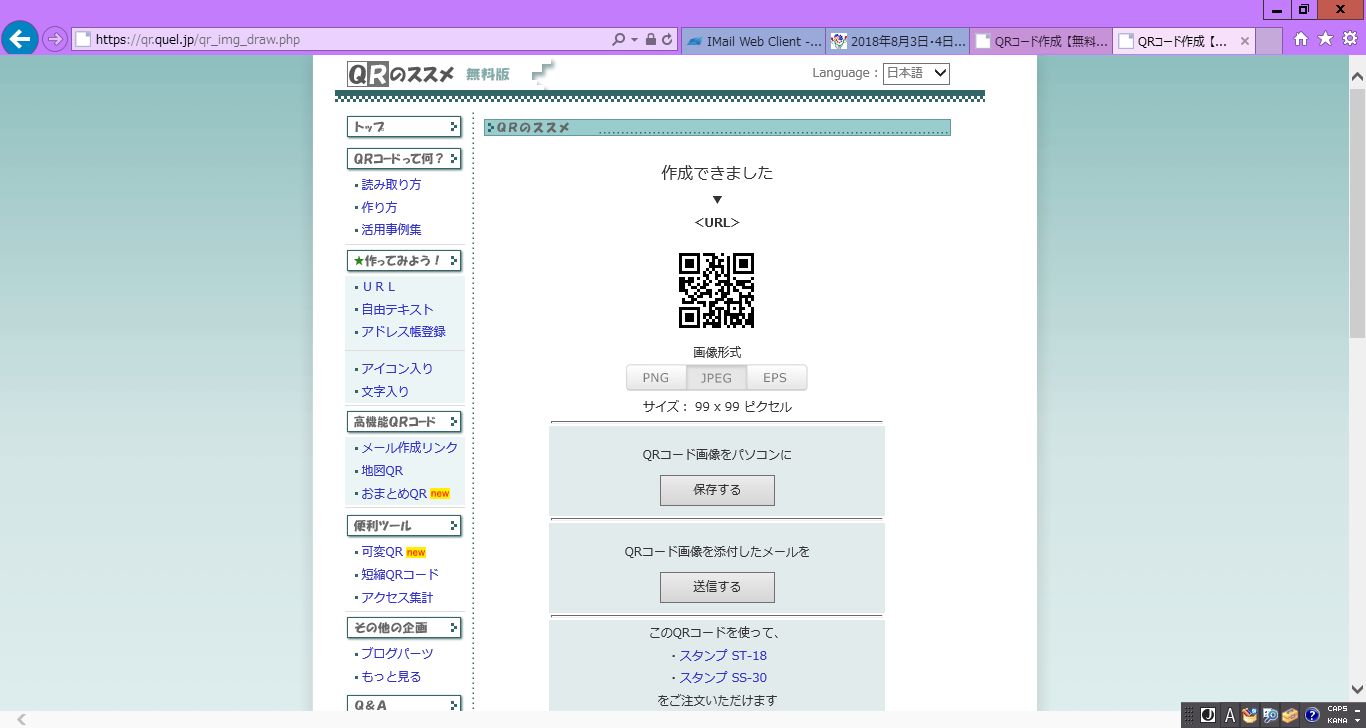 https://qr.quel.jp/qr_img_draw.php
IMail Web Client -...
2018年8月3日・4日...
QRコード作成【無料...
QRコード作成【...
QRのススメ 無料版
Language : 日本語
トップ
QRコードって何？
読み取り方
作り方
活用事例集
★作ってみよう！
ＵＲＬ
自由テキスト
アドレス帳登録
アイコン入り
文字入り
高機能QRコード
メール作成リンク
地図QR
おまとめQR new
便利ツール
可変QR new
短縮QRコード
アクセス集計
その他の企画
ブログパーツ
もっと見る
Q&A
QRのススメ
作成できました
▼
<URL>
画像形式
PNG JPEG EPS
サイズ： 99 x 99 ピクセル
QRコード画像をパソコンに
保存する
QRコード画像を添付したメールを
送信する
このQRコードを使って、
・スタンプ ST-18
・スタンプ SS-30
をご注文いただけます
A
CAPS
KANA